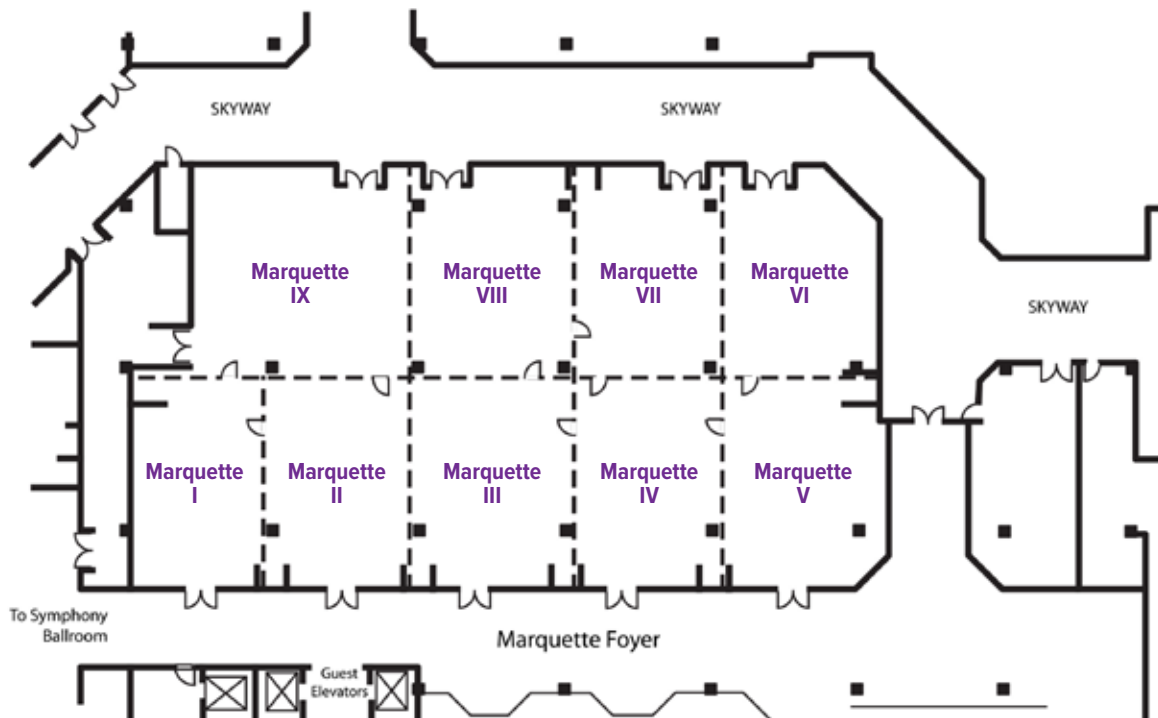 SKYWAY
SKYWAY
Marquette
IX
Marquette
VIII
Marquette
VII
Marquette
VI
SKYWAY
Marquette
I
Marquette
II
Marquette
III
Marquette
IV
Marquette
V
To Symphony
Ballroom
Marquette Foyer
Guest
Elevators